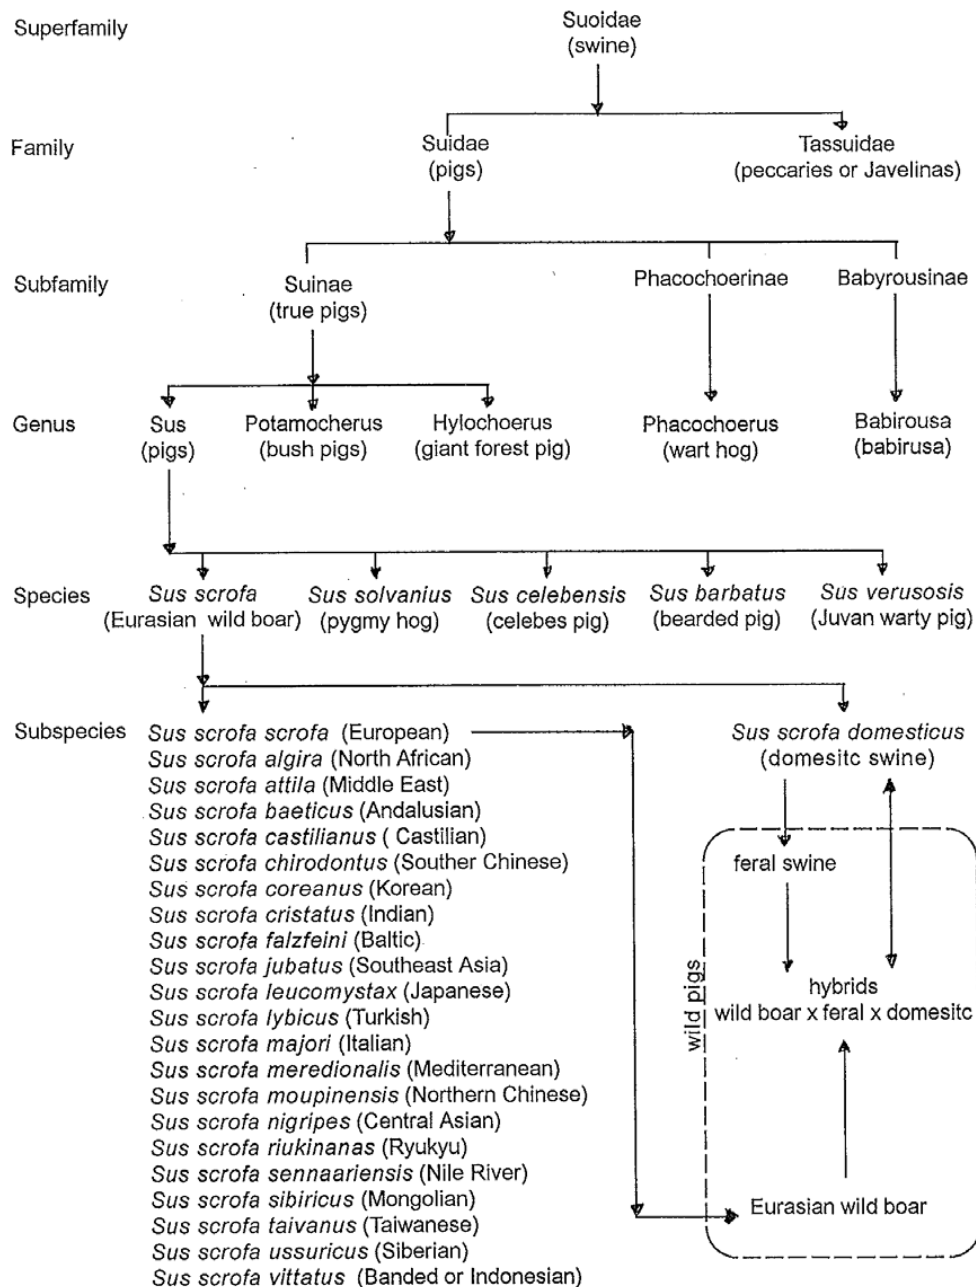 Superfamily
Suoidae
(swine)
Family
Suidae
(pigs)
Tassuidae
(peccaries or Javelinas)
Subfamily
Suinae
(true pigs)
Phacochoerinae
Babyrousinae
Genus
Sus
(pigs)
Potamocherus
(bush pigs)
Hylochoerus
(giant forest pig)
Phacochoerus
(wart hog)
Babirousa
(babirusa)
Species
Sus scrofa
(Eurasian wild boar)
Sus solvanius
(pygmy hog)
Sus celebensis
(celebes pig)
Sus barbatus
(bearded pig)
Sus verusosis
(Juvan warty pig)
Subspecies
Sus scrofa scrofa (European)
Sus scrofa algira (North African)
Sus scrofa attila (Middle East)
Sus scrofa baeticus (Andalusian)
Sus scrofa castilianus ( Castilian)
Sus scrofa chirodontus (Souther Chinese)
Sus scrofa coreanus (Korean)
Sus scrofa cristatus (Indian)
Sus scrofa falzfeini (Baltic)
Sus scrofa jubatus (Southeast Asia)
Sus scrofa leucomystax (Japanese)
Sus scrofa lybicus (Turkish)
Sus scrofa majori (Italian)
Sus scrofa meredionalis (Mediterranean)
Sus scrofa moupinensis (Northern Chinese)
Sus scrofa nigripes (Central Asian)
Sus scrofa riukinanas (Ryukyu)
Sus scrofa sennaariensis (Nile River)
Sus scrofa sibiricus (Mongolian)
Sus scrofa taivanus (Taiwanese)
Sus scrofa ussuricus (Siberian)
Sus scrofa vittatus (Banded or Indonesian)
Sus scrofa domesticus
(domesitc swine)
feral swine
wild pigs
hybrids
wild boar x feral x domesitc
Eurasian wild boar